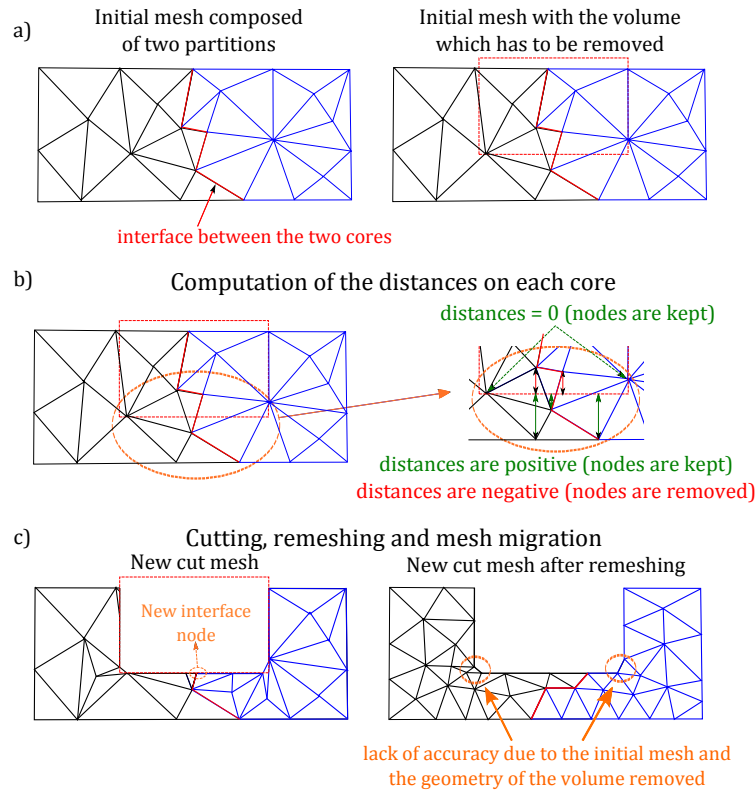 a)
Initial mesh composed
of two partitions
Initial mesh with the volume
which has to be removed
interface between the two cores
b)
Computation of the distances on each core
distances = 0 (nodes are kept)
distances are positive (nodes are kept)
distances are negative (nodes are removed)
c)
Cutting, remeshing and mesh migration
New cut mesh
New cut mesh after remeshing
New interface
node
lack of accuracy due to the initial mesh and
the geometry of the volume removed